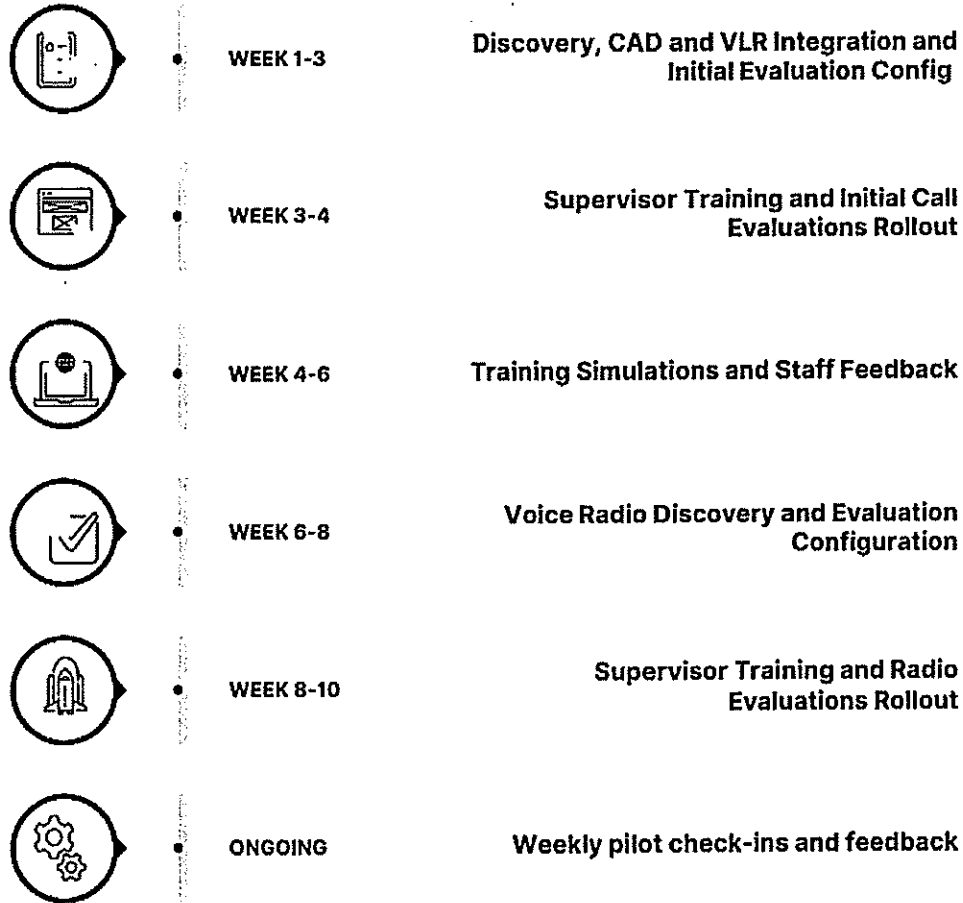 WEEK 1-3
Discovery, CAD and VLR Integration and
Initial Evaluation Config
WEEK 3-4
Supervisor Training and Initial Call
Evaluations Rollout
WEEK 4-6
Training Simulations and Staff Feedback
WEEK 6-8
Voice Radio Discovery and Evaluation
Configuration
WEEK 8-10
Supervisor Training and Radio
Evaluations Rollout
ONGOING
Weekly pilot check-ins and feedback